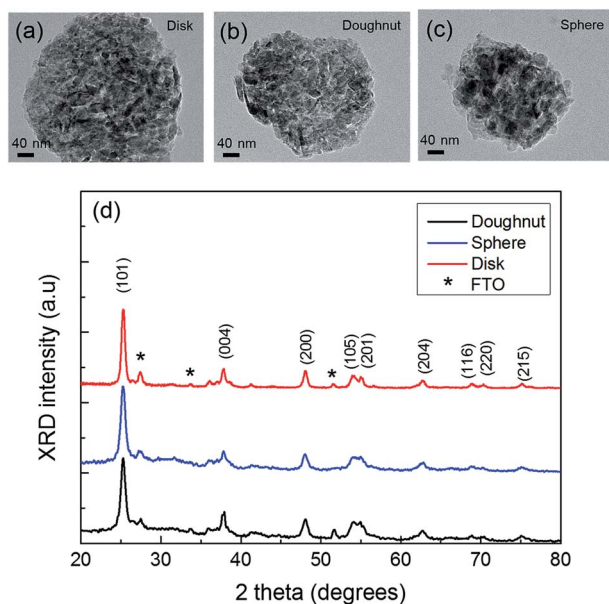 (a) Disk
40 nm
(b) Doughnut
40 nm
(c) Sphere
40 nm
(d)
Doughnut
Sphere
Disk
* FTO
(101)
*
*
(004)
(200)
*
(105)
(201)
(204)
(116)
(220)
(215)
XRD intensity (a.u)
20 30 40 50 60 70 80
2 theta (degrees)